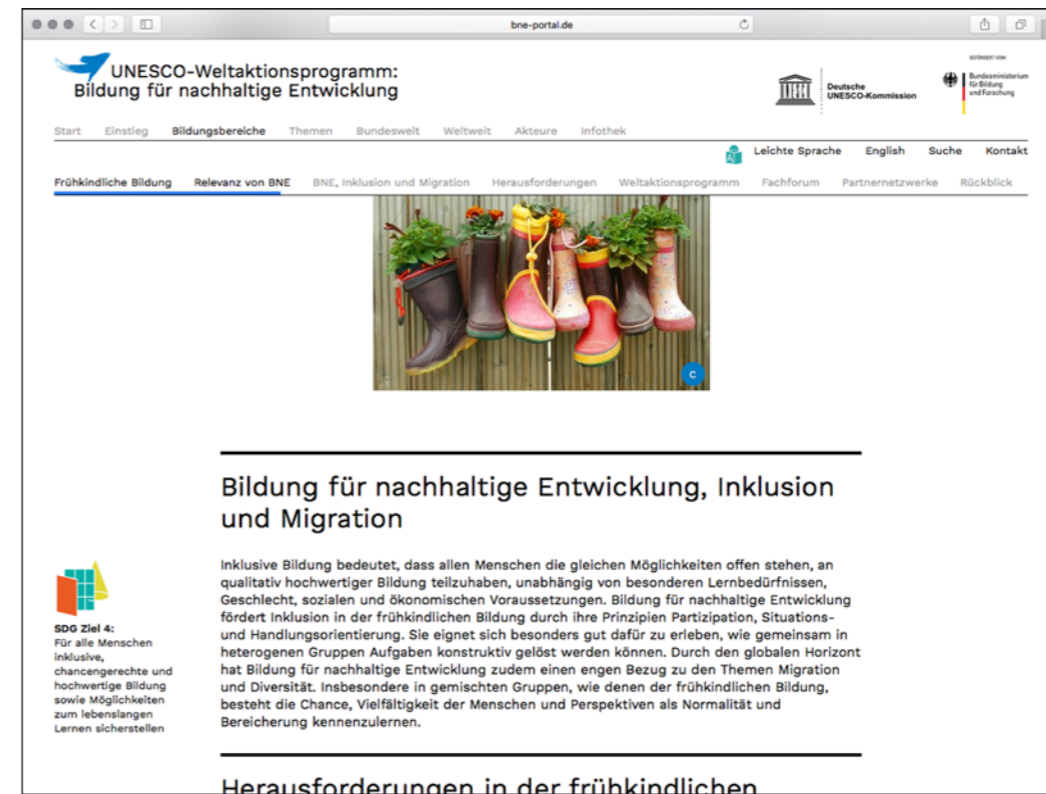 bne-portal.de
UNESCO-Weltaktionsprogramm:
Bildung für nachhaltige Entwicklung
Deutsche
UNESCO-Kommission
GEFÖRDERT VOM
Bundesministerium
für Bildung
und Forschung
Start Einstieg Bildungsbereiche Themen Bundesweit Weltweit Akteure Infothek
Leichte Sprache English Suche Kontakt
Frühkindliche Bildung Relevanz von BNE BNE, Inklusion und Migration Herausforderungen Weltaktionsprogramm Fachforum Partnernetzwerke Rückblick
C
Bildung für nachhaltige Entwicklung, Inklusion
und Migration
Inklusive Bildung bedeutet, dass allen Menschen die gleichen Möglichkeiten offen stehen, an
qualitativ hochwertiger Bildung teilzuhaben, unabhängig von besonderen Lernbedürfnissen,
Geschlecht, sozialen und ökonomischen Voraussetzungen. Bildung für nachhaltige Entwicklung
fördert Inklusion in der frühkindlichen Bildung durch ihre Prinzipien Partizipation, Situations-
und Handlungsorientierung. Sie eignet sich besonders gut dafür zu erleben, wie gemeinsam in
heterogenen Gruppen Aufgaben konstruktiv gelöst werden können. Durch den globalen Horizont
hat Bildung für nachhaltige Entwicklung zudem einen engen Bezug zu den Themen Migration
und Diversität. Insbesondere in gemischten Gruppen, wie denen der frühkindlichen Bildung,
besteht die Chance, Vielfältigkeit der Menschen und Perspektiven als Normalität und
Bereicherung kennenzulernen.
SDG Ziel 4:
Für alle Menschen
inklusive,
chancengerechte und
hochwertige Bildung
sowie Möglichkeiten
zum lebenslangen
Lernen sicherstellen
Herausforderungen in der frühkindlichen